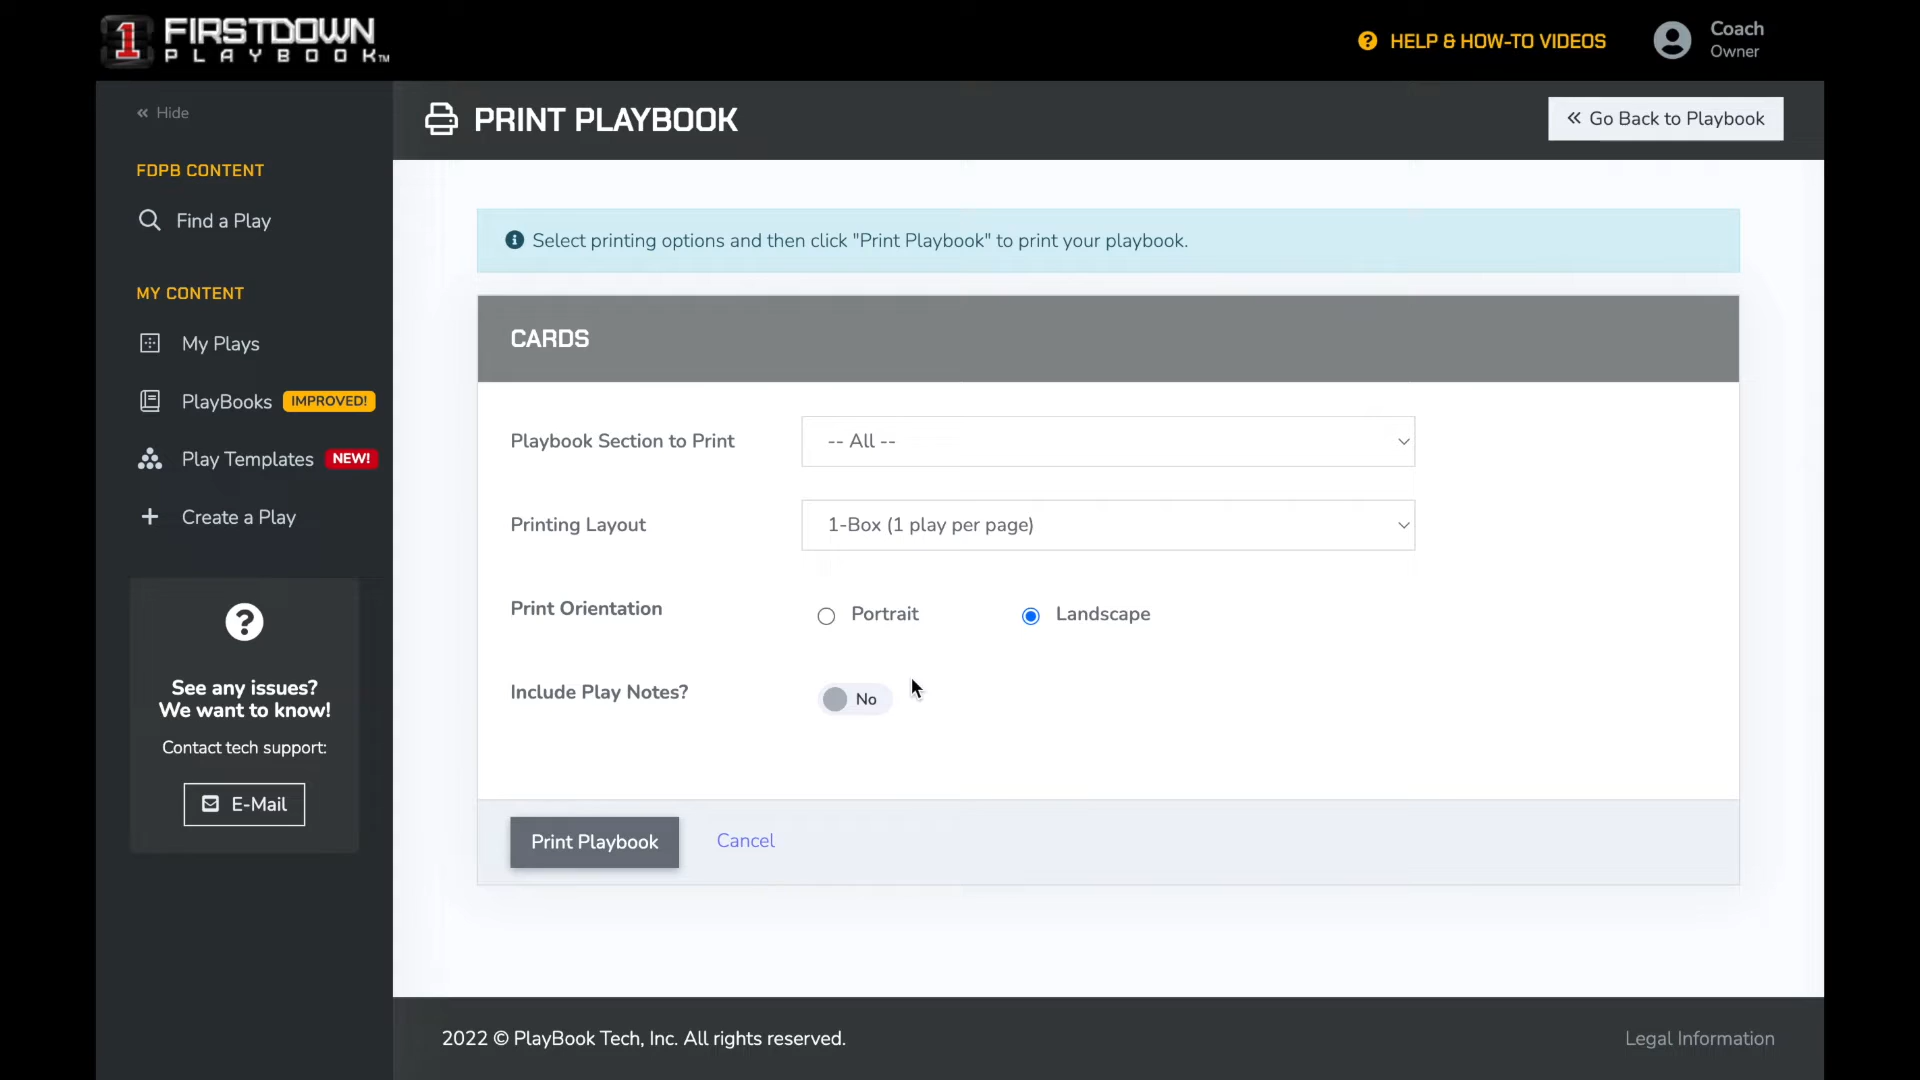 1 FIRSTDOWN
PLAYBOOK™
HELP & HOW-TO VIDEOS
Coach
Owner
Hide
PRINT PLAYBOOK
Go Back to Playbook
FDPB CONTENT
Find a Play
Select printing options and then click "Print Playbook" to print your playbook.
MY CONTENT
My Plays
PlayBooks IMPROVED!
Play Templates NEW!
Create a Play
CARDS
Playbook Section to Print -- All --
Printing Layout 1-Box (1 play per page)
Print Orientation Portrait Landscape
Include Play Notes? No
See any issues?
We want to know!
Contact tech support:
E-Mail
Print Playbook Cancel
2022 © PlayBook Tech, Inc. All rights reserved.
Legal Information